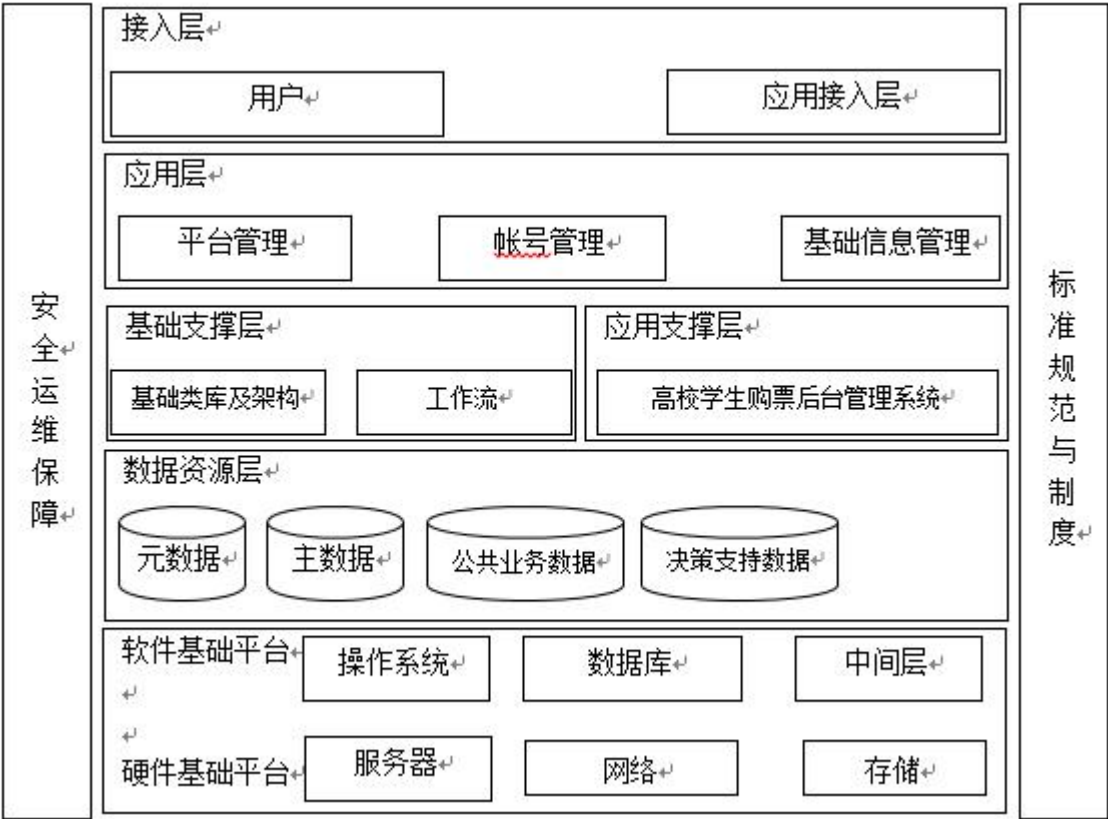 接入层
用户
应用接入层
应用层
平台管理
帐号管理
基础信息管理
基础支撑层
应用支撑层
基础类库及架构
工作流
高校学生购票后台管理系统
数据资源层
元数据
主数据
公共业务数据
决策支持数据
软件基础平台
操作系统
数据库
中间层
硬件基础平台
服务器
网络
存储
安全运维保障
标准规范与制度